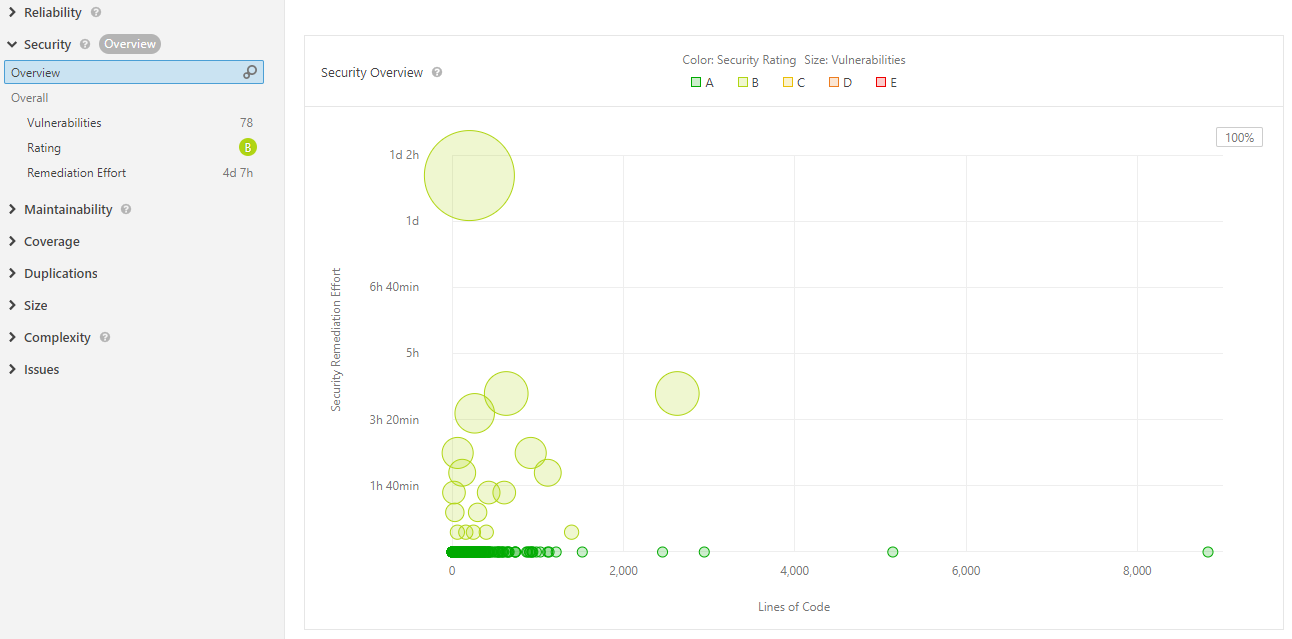 Reliability ?
Security ? Overview
Overview
Overall
Vulnerabilities 78
Rating B
Remediation Effort 4d 7h
Maintainability ?
Coverage
Duplications
Size
Complexity ?
Issues
Security Overview ?
Color: Security Rating Size: Vulnerabilities
A B C D E
100%
Security Remediation Effort
1d 2h
1d
6h 40min
5h
3h 20min
1h 40min
0 2,000 4,000 6,000 8,000
Lines of Code